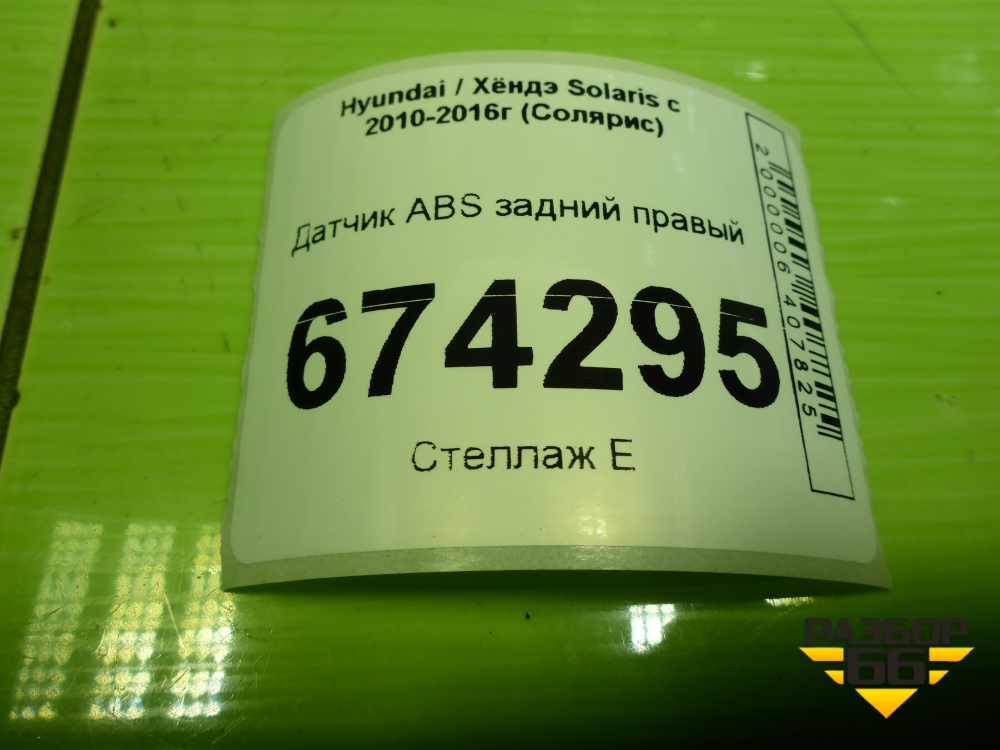 Hyundai / Хёндэ Solaris с
2010-2016г (Солярис)
Датчик ABS задний правый
674295
Стеллаж Е
2000006407825
РАЗБОР
66